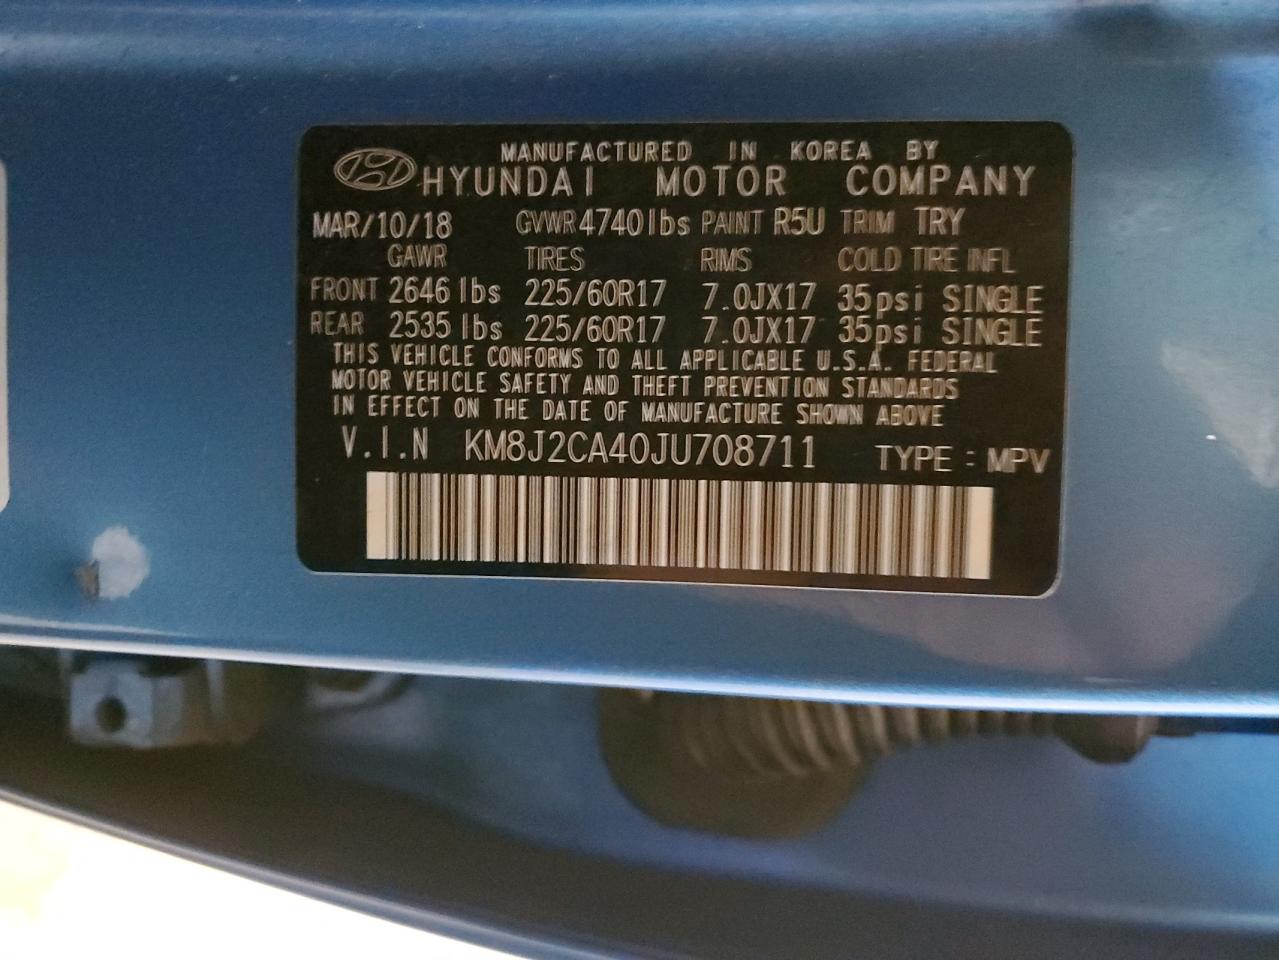 MANUFACTURED IN KOREA BY
HYUNDAI MOTOR COMPANY
MAR/10/18 GVWR 4740lbs PAINT R5U TRIM TRY
GAWR TIRES RIMS COLD TIRE INFL
FRONT 2646 lbs 225/60R17 7.0JX17 35psi SINGLE
REAR 2535 lbs 225/60R17 7.0JX17 35psi SINGLE
THIS VEHICLE CONFORMS TO ALL APPLICABLE U.S.A. FEDERAL
MOTOR VEHICLE SAFETY AND THEFT PREVENTION STANDARDS
IN EFFECT ON THE DATE OF MANUFACTURE SHOWN ABOVE
V.I.N KM8J2CA40JU708711 TYPE : MPV